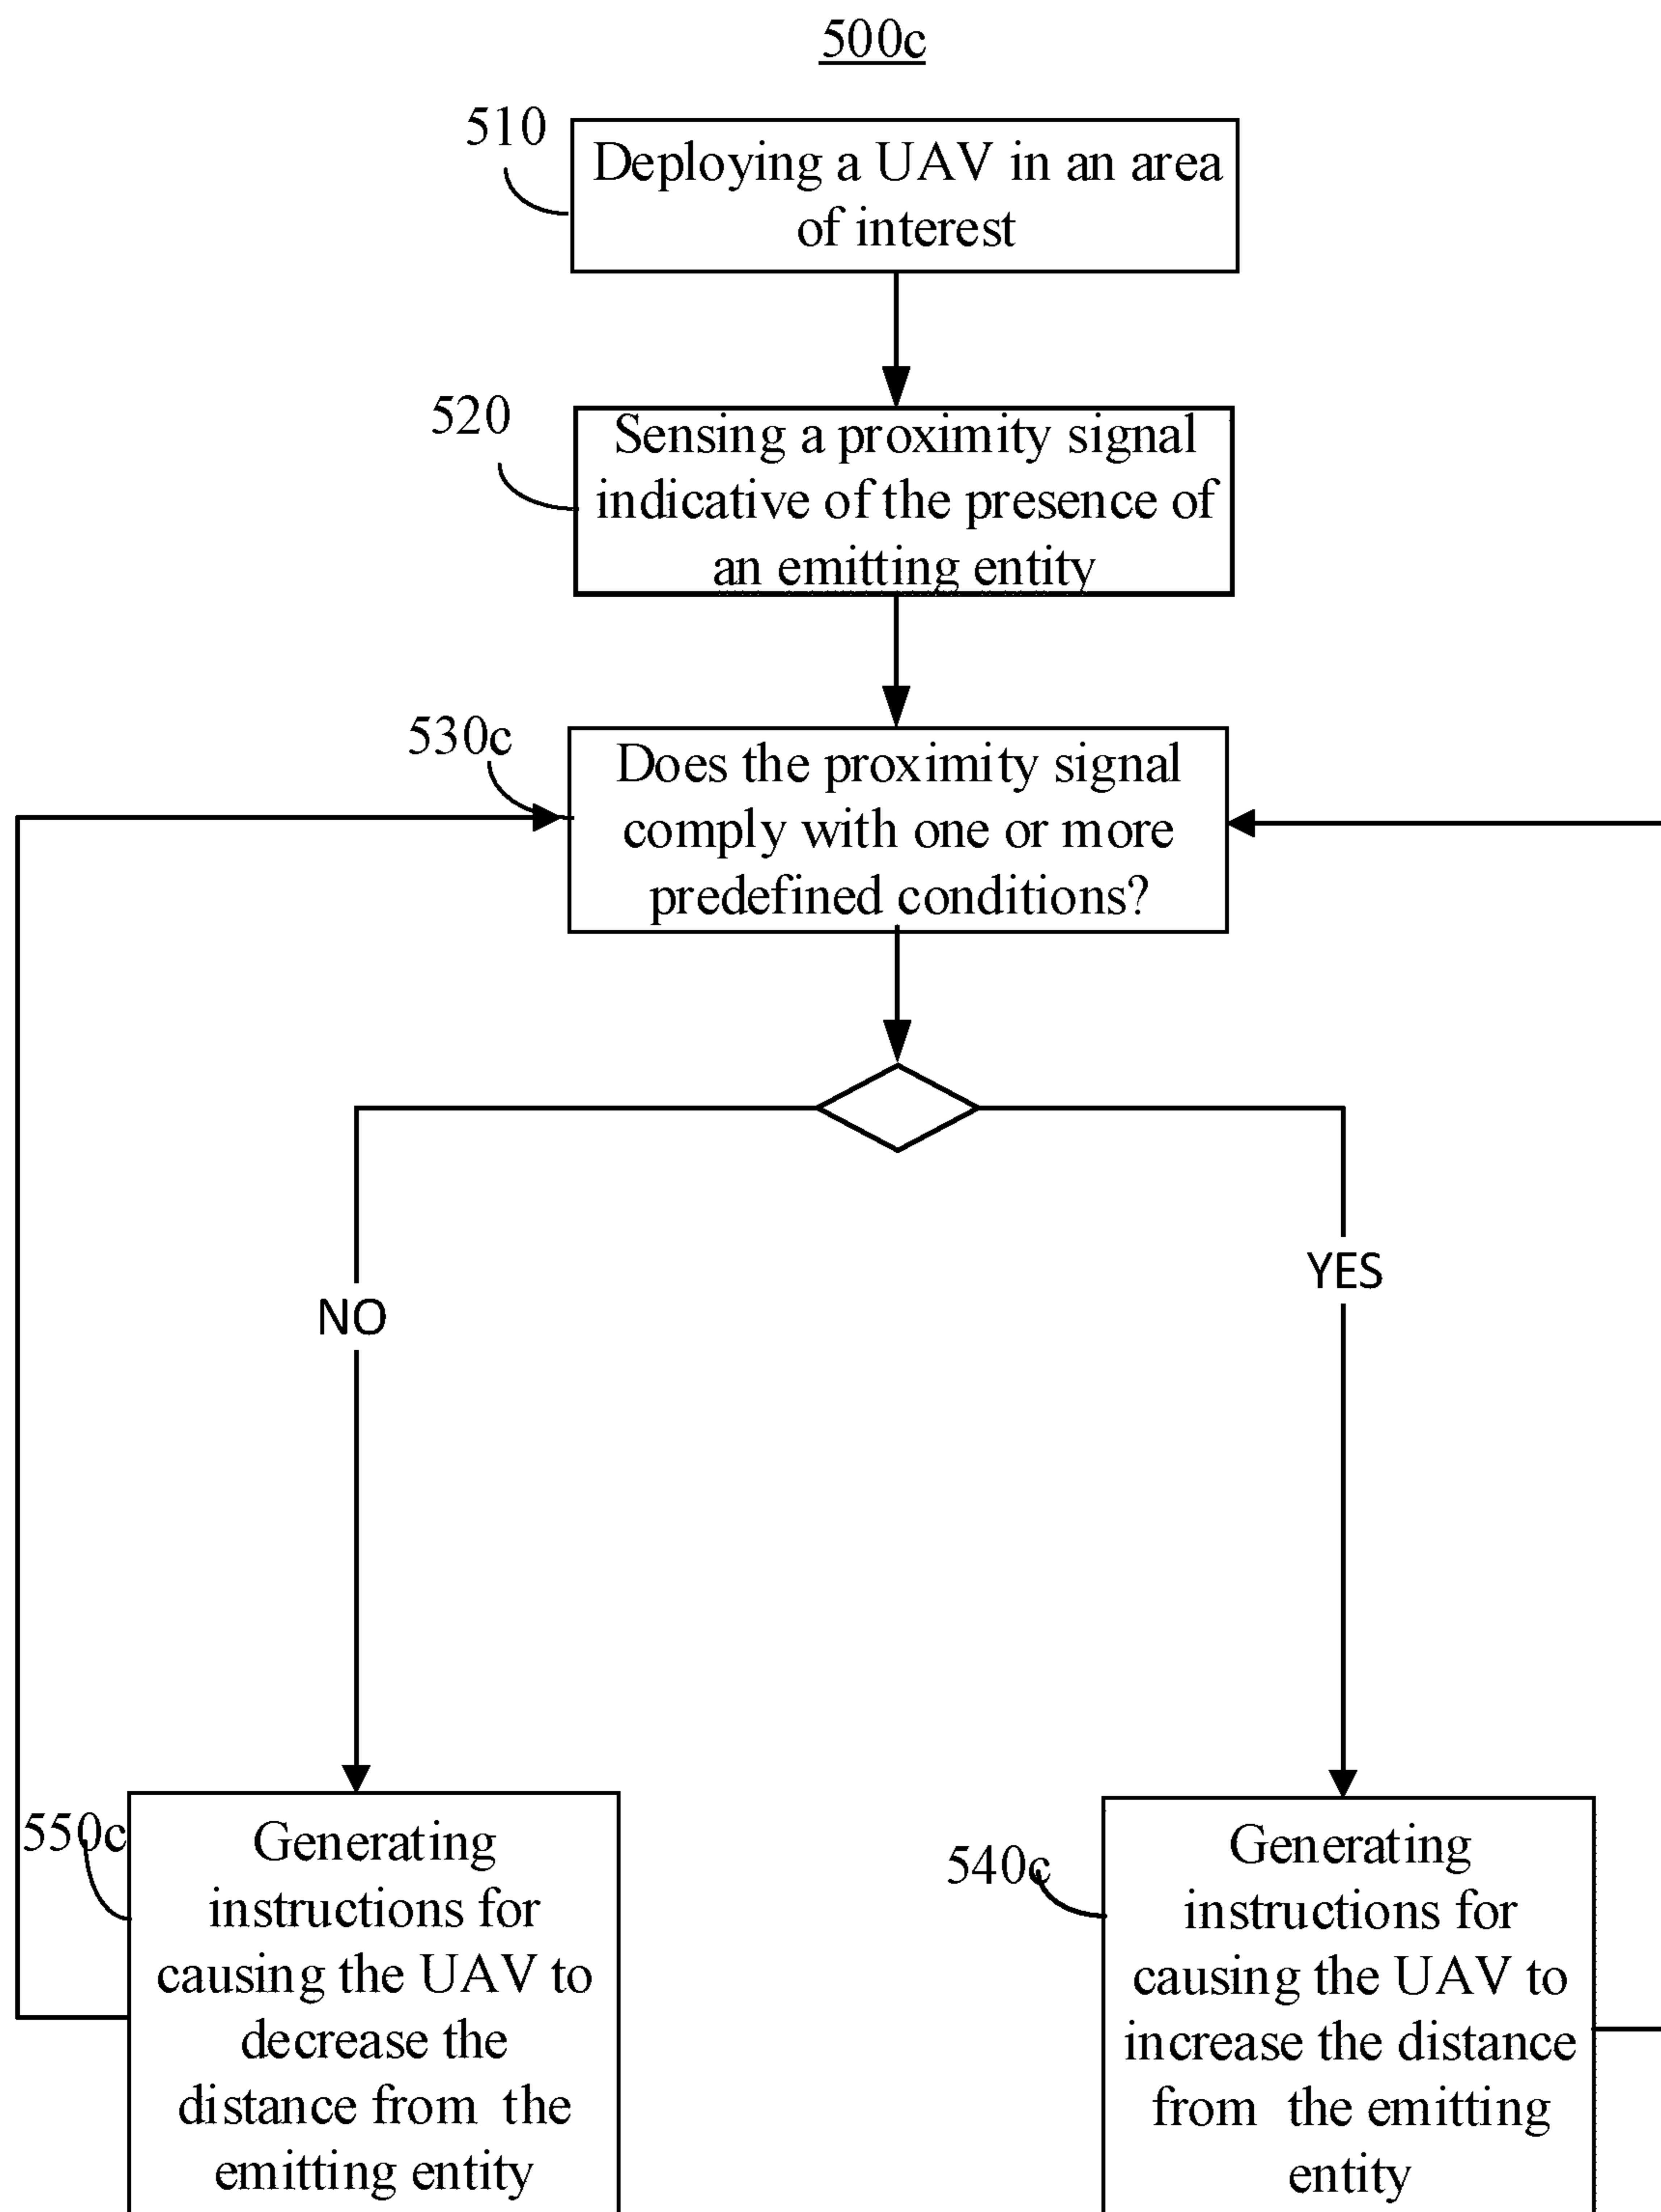 500c
510
Deploying a UAV in an area
of interest
520
Sensing a proximity signal
indicative of the presence of
an emitting entity
530c
Does the proximity signal
comply with one or more
predefined conditions?
NO
YES
550c
Generating
instructions for
causing the UAV to
decrease the
distance from the
emitting entity
540c
Generating
instructions for
causing the UAV to
increase the distance
from the emitting
entity